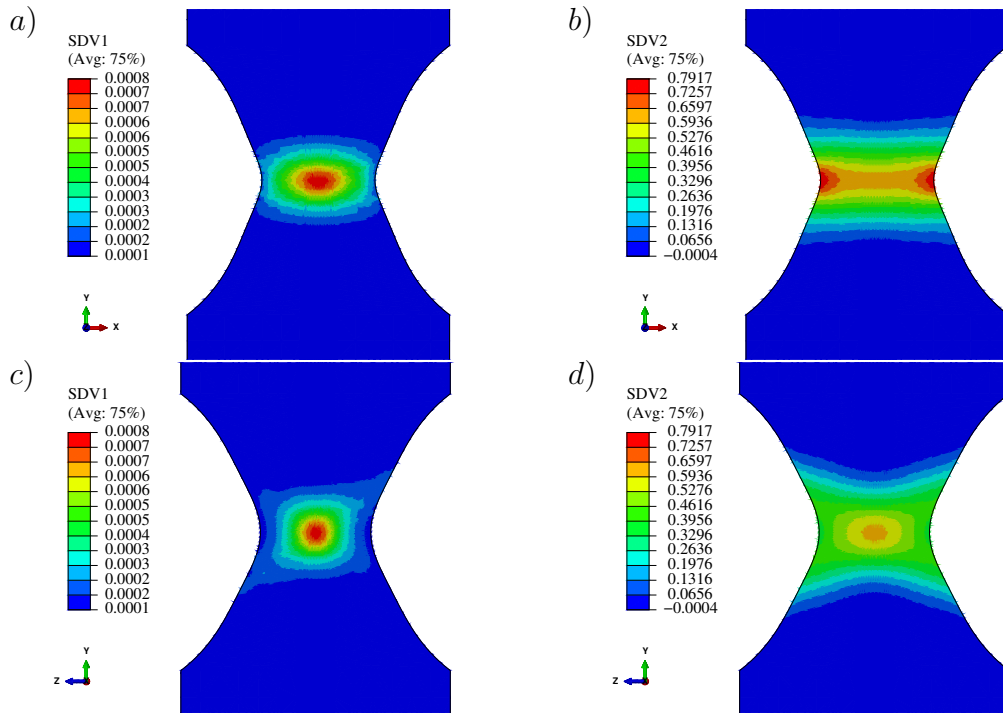 a)
SDV1
(Avg: 75%)
0.0008
0.0007
0.0007
0.0006
0.0006
0.0005
0.0005
0.0004
0.0004
0.0003
0.0003
0.0002
0.0002
0.0001
Y
X
b)
SDV2
(Avg: 75%)
0.7917
0.7257
0.6597
0.5936
0.5276
0.4616
0.3956
0.3296
0.2636
0.1976
0.1316
0.0656
−0.0004
Y
X
c)
SDV1
(Avg: 75%)
0.0008
0.0007
0.0007
0.0006
0.0006
0.0005
0.0005
0.0004
0.0004
0.0003
0.0003
0.0002
0.0002
0.0001
Y
Z
X
d)
SDV2
(Avg: 75%)
0.7917
0.7257
0.6597
0.5936
0.5276
0.4616
0.3956
0.3296
0.2636
0.1976
0.1316
0.0656
−0.0004
Y
Z
X